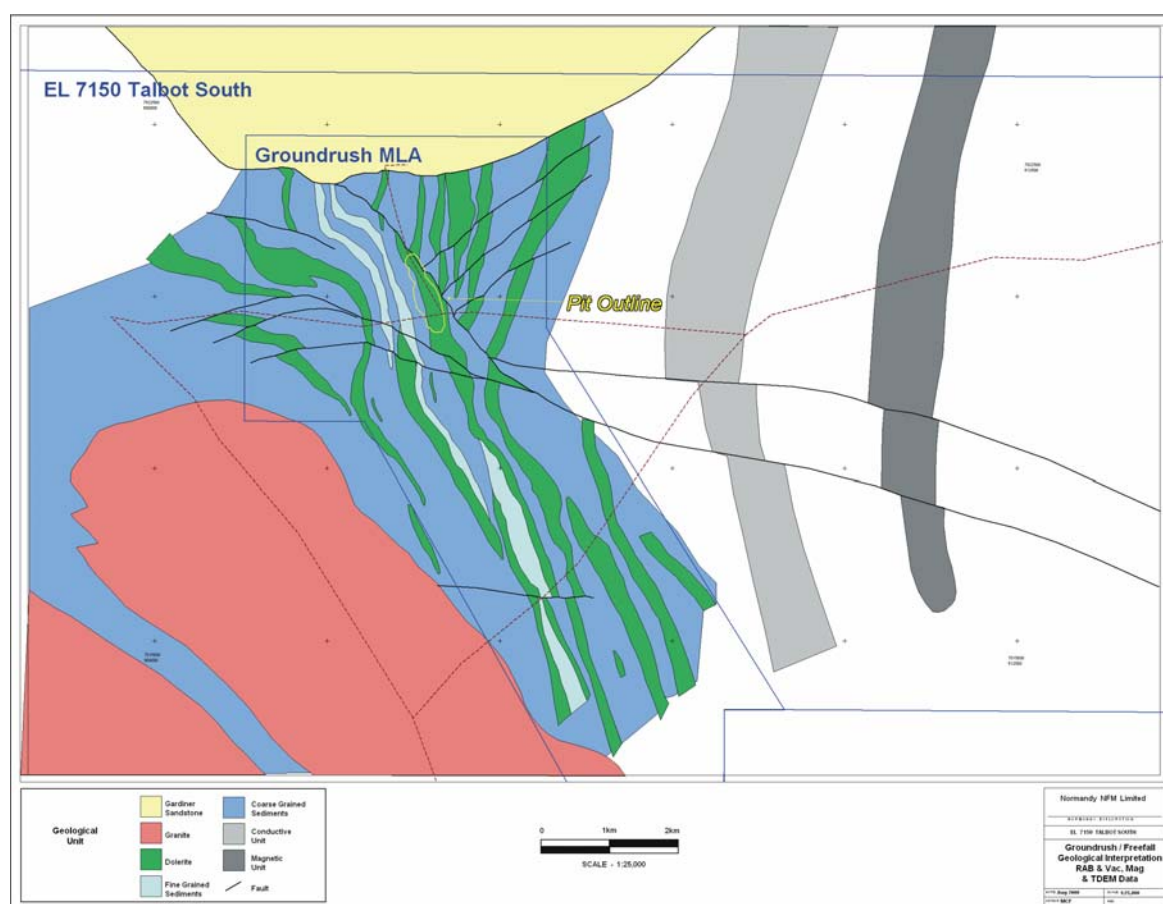 EL 7150 Talbot South
Groundrush MLA
Pit Outline
Geological
Unit
Gardiner
Sandstone
Granite
Dolerite
Fine Grained
Sediments
Coarse Grained
Sediments
Conductive
Unit
Magnetic
Unit
Fault
0 1km 2km
SCALE - 1:25,000
Normandy NFM Limited
EL 7150 TALBOT SOUTH
Groundrush / Freefall
Geological Interpretation
RAB & Vac, Mag
& TDEM Data